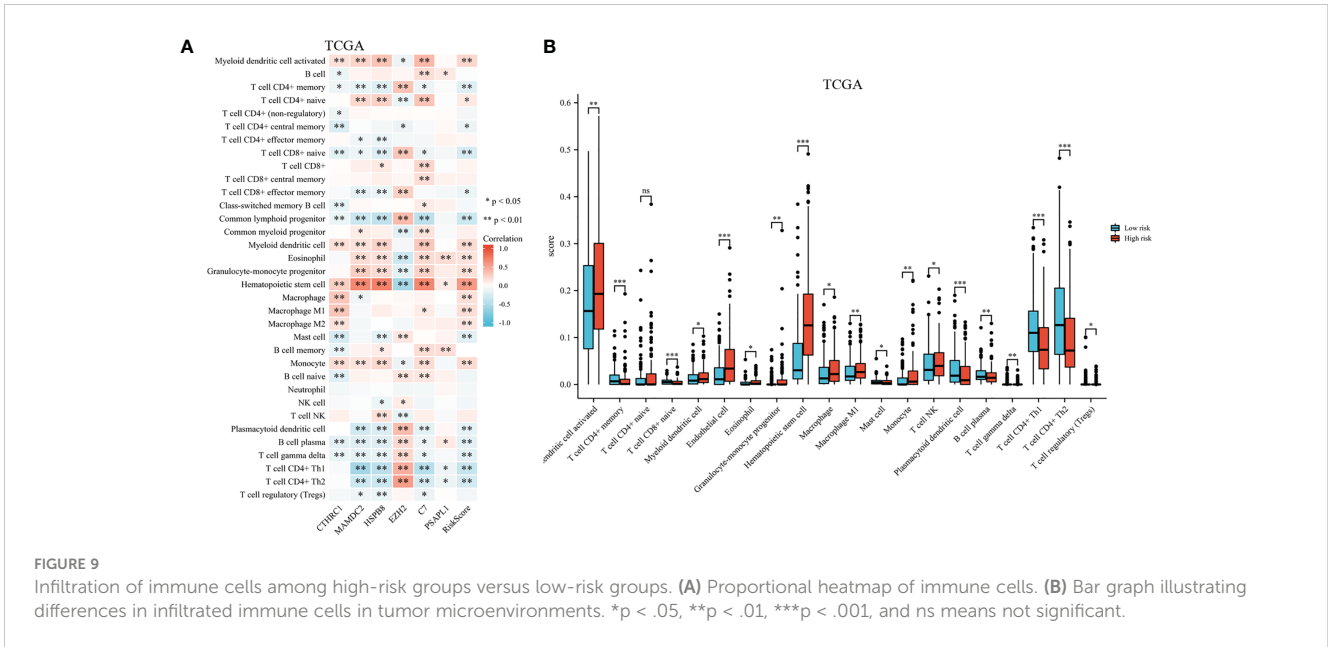 A
TCGA
Myeloid dendritic cell activated ** ** ** * ** **
B cell * ** *
T cell CD4+ memory * ** ** ** * **
T cell CD4+ naive ** ** ** ** *
T cell CD4+ (non-regulatory) *
T cell CD4+ central memory ** * *
T cell CD4+ effector memory * **
T cell CD8+ naive ** * ** ** * **
T cell CD8+ * **
T cell CD8+ central memory **
T cell CD8+ effector memory ** ** ** *
Class-switched memory B cell ** *
Common lymphoid progenitor ** ** ** ** ** **
Common myeloid progenitor * ** **
Myeloid dendritic cell ** ** ** ** **
Eosinophil ** ** ** ** ** **
Granulocyte-monocyte progenitor ** ** ** ** **
Hematopoietic stem cell ** ** ** ** ** * **
Macrophage ** * **
Macrophage M1 ** * **
Macrophage M2 ** **
Mast cell ** * ** **
B cell memory ** * ** **
Monocyte ** ** ** * ** **
B cell naive ** ** **
Neutrophil
NK cell * *
T cell NK ** **
Plasmacytoid dendritic cell ** ** ** * **
B cell plasma ** ** ** ** * * **
T cell gamma delta ** ** ** ** * **
T cell CD4+ Th1 ** ** ** ** * **
T cell CD4+ Th2 ** ** ** * * **
T cell regulatory (Tregs) * ** *
CTHRC1
MAMDC2
HSPB8
EZH2
C7
PSAPL1
RiskScore
* p < 0.05
** p < 0.01
Correlation
1.0
0.5
0.0
-0.5
-1.0
B
TCGA
score
0.6
0.5
0.4
0.3
0.2
0.1
0.0
** *** ns *** * *** * ** *** * ** * ** * *** ** ** *** *** *
Low risk
High risk
dendritic cell activated
T cell CD4+ memory
T cell CD4+ naive
T cell CD8+ naive
Myeloid dendritic cell
Endothelial cell
Eosinophil
Granulocyte-monocyte progenitor
Hematopoietic stem cell
Macrophage
Macrophage M1
Mast cell
Monocyte
T cell NK
Plasmacytoid dendritic cell
B cell plasma
T cell gamma delta
T cell CD4+ Th1
T cell CD4+ Th2
T cell regulatory (Tregs)
FIGURE 9
Infiltration of immune cells among high-risk groups versus low-risk groups. (A) Proportional heatmap of immune cells. (B) Bar graph illustrating
differences in infiltrated immune cells in tumor microenvironments. *p < .05, **p < .01, ***p < .001, and ns means not significant.